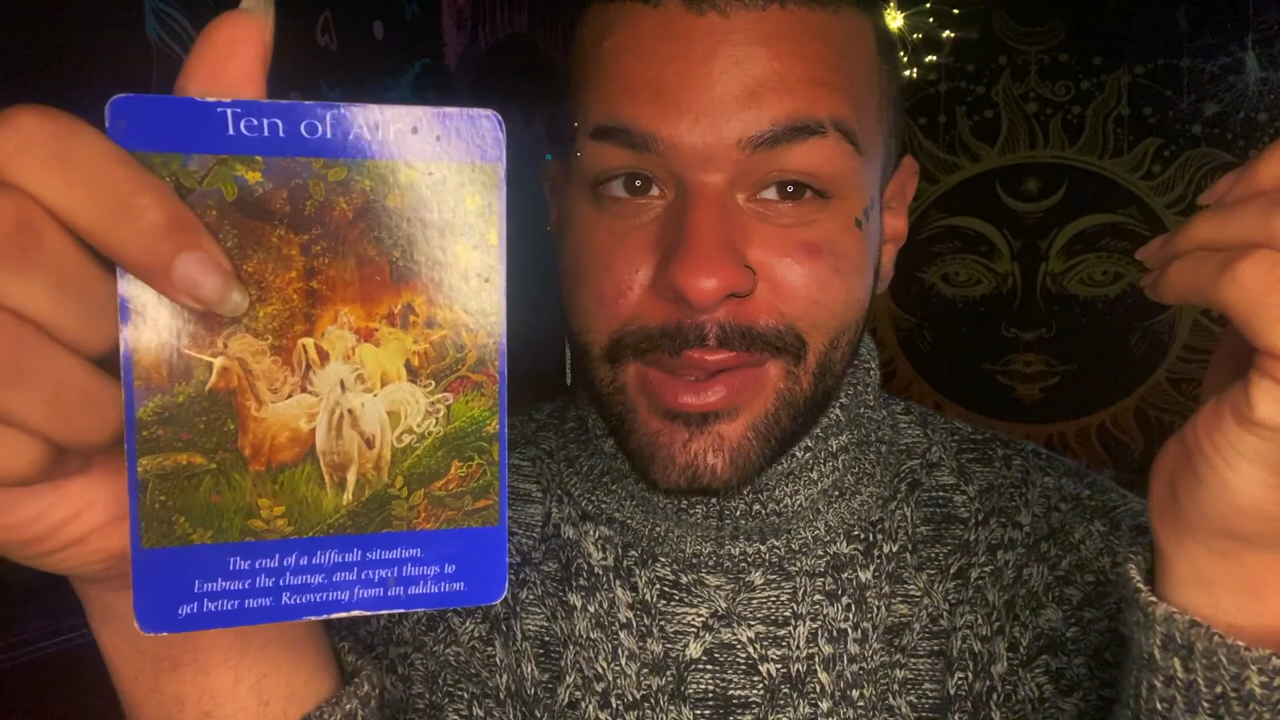 Ten of Air
The end of a difficult situation.
Embrace the change, and expect things to
get better now. Recovering from an addiction.